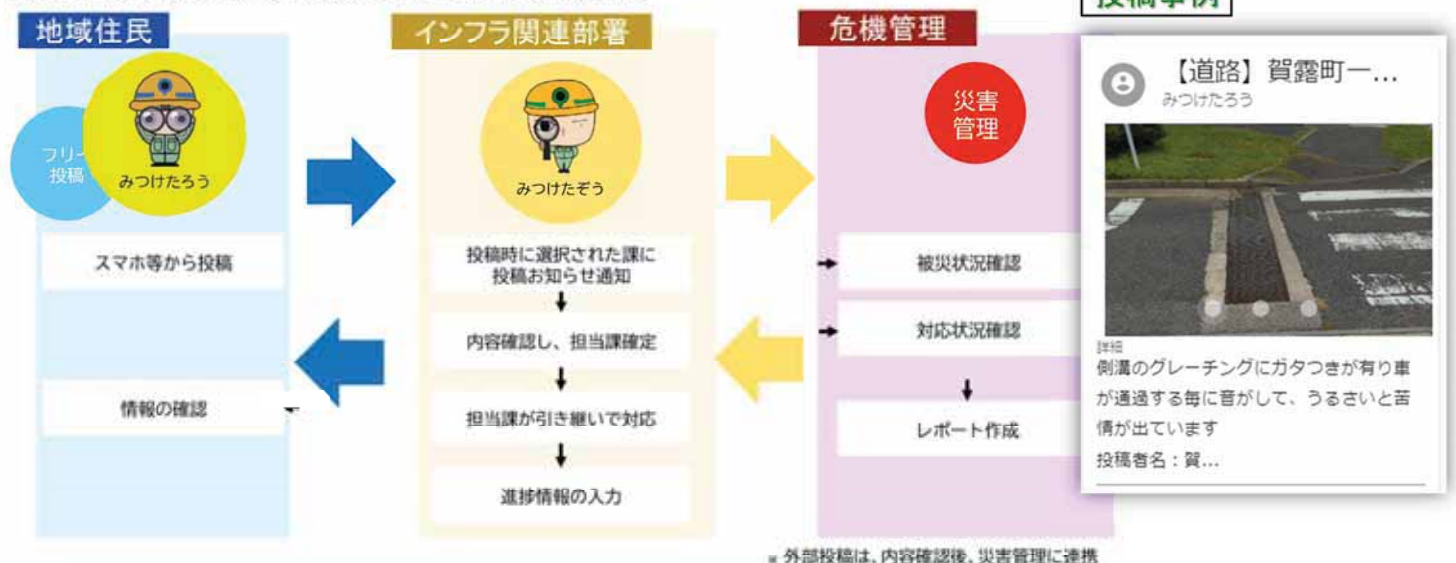 地域住民
フリー
投稿
みつけたろう
スマホ等から投稿
情報の確認
インフラ関連部署
みつけたぞう
投稿時に選択された課に
投稿お知らせ通知
内容確認し、担当課確定
担当課が引き継いで対応
進捗情報の入力
危機管理
災害
管理
被災状況確認
対応状況確認
レポート作成
※ 外部投稿は、内容確認後、災害管理に連携
投稿事例
【道路】賀露町一...
みつけたろう
詳細
側溝のグレーチングにガタつきが有り車
が通過する毎に音がして、うるさいと苦
情が出ています
投稿者名：賀...